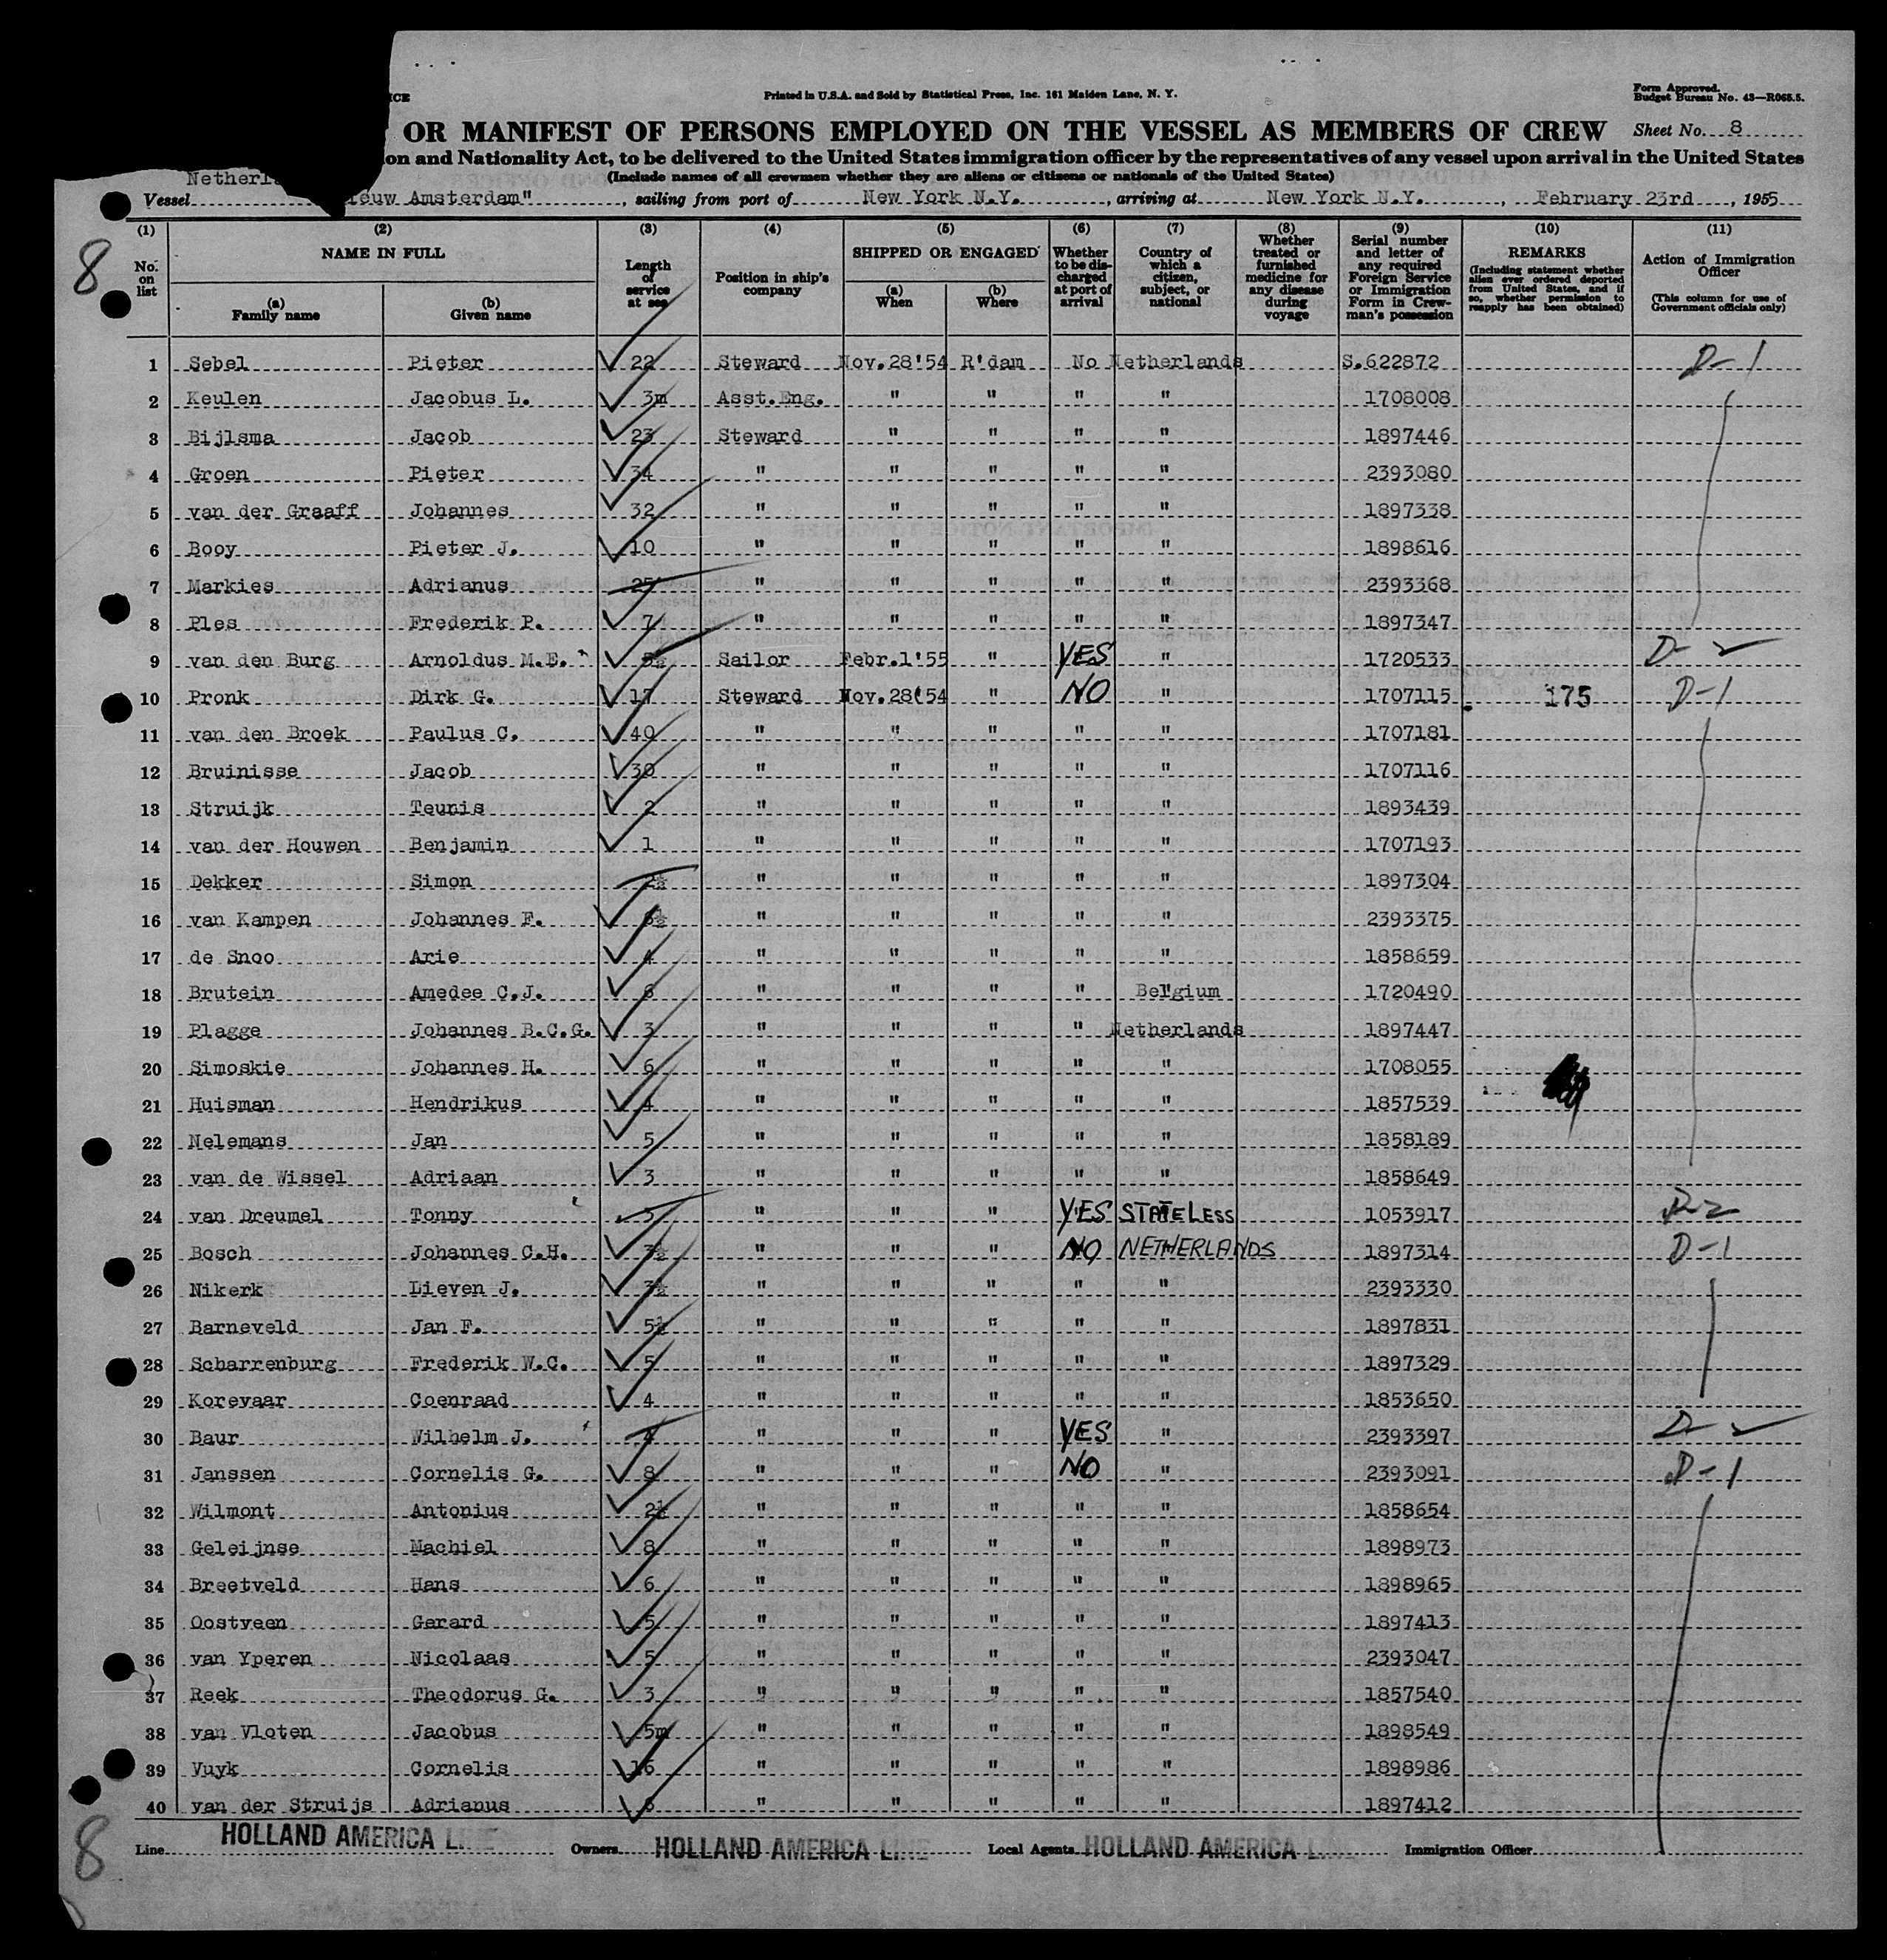 ICE
Printed in U.S.A. and Sold by Statistical Press, Inc. 161 Maiden Lane, N. Y.
Form Approved.
Budget Bureau No. 43—R065.5.
OR MANIFEST OF PERSONS EMPLOYED ON THE VESSEL AS MEMBERS OF CREW Sheet No. 8
on and Nationality Act, to be delivered to the United States immigration officer by the representatives of any vessel upon arrival in the United States
(Include names of all crewmen whether they are aliens or citizens or nationals of the United States)
Vessel Amsterdam", sailing from port of New York N.Y., arriving at New York N.Y., February 23rd, 1955
8
(1) No. on list
(2) NAME IN FULL
(a) Family name
(b) Given name
(3) Length of service at sea
(4) Position in ship's company
(5) SHIPPED OR ENGAGED
(a) When
(b) Where
(6) Whether to be discharged at port of arrival
(7) Country of which a citizen, subject, or national
(8) Whether treated or furnished medicine for any disease during voyage
(9) Serial number and letter of any required Foreign Service or Immigration Form in Crewman's possession
(10) REMARKS (Including statement whether alien ever ordered deported from United States, and if so, whether permission to reapply has been obtained)
(11) Action of Immigration Officer (This column for use of Government officials only)
1 Sebel Pieter 22 Steward Nov.28'54 R'dam No Netherlands S.622872 D-1
2 Keulen Jacobus L. 3m Asst.Eng. " " " " 1708008
3 Bijlsma Jacob 23 Steward " " " " 1897446
4 Groen Pieter 34 " " " " " 2393080
5 van der Graaff Johannes 32 " " " " " 1897338
6 Booy Pieter J. 10 " " " " " 1898616
7 Markies Adrianus 25 " " " " " 2393368
8 Ples Frederik P. 7 " " " " " 1897347
9 van den Burg Arnoldus M.E. Sailor Febr.1'55 " YES " 1720533 D-2
10 Pronk Dirk G. 17 Steward Nov.28'54 " NO " 1707115 175 D-1
11 van den Broek Paulus C. 40 " " " " " 1707181
12 Bruinisse Jacob 30 " " " " " 1707116
13 Struijk Teunis 2 " " " " " 1893439
14 van der Houwen Benjamin 1 " " " " " 1707193
15 Dekker Simon 2½ " " " " " 1897304
16 van Kampen Johannes F. " " " " " 2393375
17 de Snoo Arie 4 " " " " " 1858659
18 Brutein Amedee C.J. 6 " " " " Belgium 1720490
19 Plagge Johannes B.C.G. 3 " " " " Netherlands 1897447
20 Simoskie Johannes H. 6 " " " " " 1708055
21 Huisman Hendrikus 4 " " " " " 1857539
22 Nelemans Jan 5 " " " " " 1858189
23 van de Wissel Adriaan 3 " " " " " 1858649
24 van Dreumel Tonny " " " YES STATELESS 1053917 D-2
25 Bosch Johannes C.H. 3½ " " " NO NETHERLANDS 1897314 D-1
26 Nikerk Lieven J. 3½ " " " " " 2393330
27 Barneveld Jan F. 5½ " " " " " 1897831
28 Scharrenburg Frederik W.C. 5 " " " " " 1897329
29 Korevaar Coenraad 4 " " " " " 1853650
30 Baur Wilhelm J. 4 " " " YES " 2393397 D-2
31 Janssen Cornelis G. 8 " " " NO " 2393091 D-1
32 Wilmont Antonius 2½ " " " " " 1858654
33 Geleijnse Machiel 8 " " " " " 1898973
34 Breetveld Hans 6 " " " " " 1898965
35 Oostveen Gerard 5 " " " " " 1897413
36 van Yperen Nicolaas 5 " " " " " 2393047
37 Reek Theodorus G. 3 " " " " " 1857540
38 van Vloten Jacobus 5m " " " " " 1898549
39 Vuyk Cornelis 16 " " " " " 1898986
40 van der Struijs Adrianus 6 " " " " " 1897412
Line HOLLAND AMERICA LINE Owners HOLLAND AMERICA LINE Local Agents HOLLAND AMERICA Immigration Officer
8